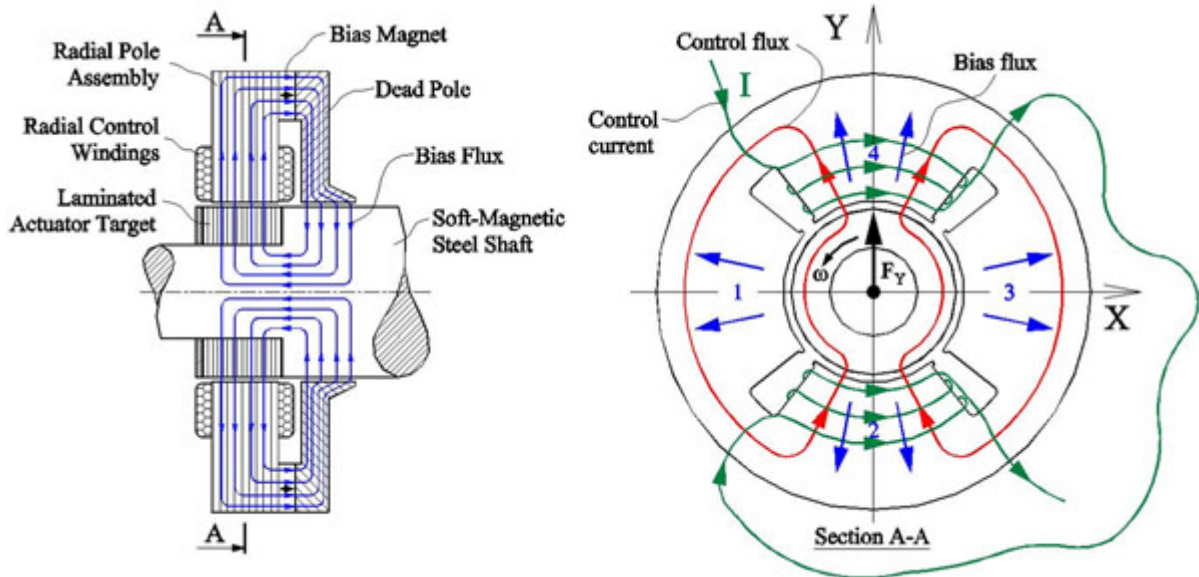 A
Bias Magnet
Radial Pole
Assembly
Dead Pole
Radial Control
Windings
Bias Flux
Laminated
Actuator Target
Soft-Magnetic
Steel Shaft
A
Y
Control flux
I
Bias flux
Control
current
4
ω
F_Y
1
3
X
2
Section A-A